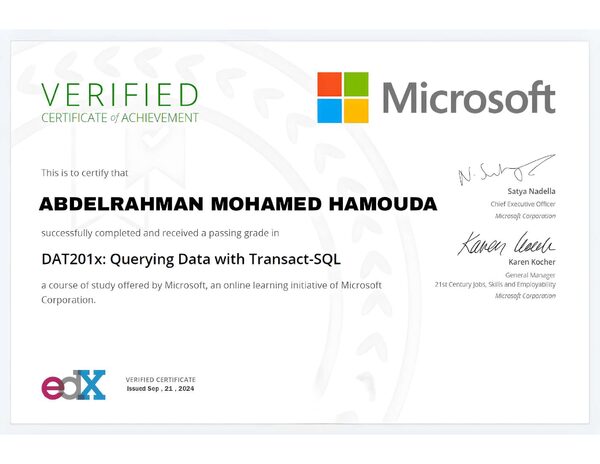 VERIFIED
CERTIFICATE of ACHIEVEMENT
Microsoft
This is to certify that
ABDELRAHMAN MOHAMED HAMOUDA
successfully completed and received a passing grade in
DAT201x: Querying Data with Transact-SQL
a course of study offered by Microsoft, an online learning initiative of Microsoft
Corporation.
Satya Nadella
Chief Executive Officer
Microsoft Corporation
Karen Kocher
General Manager
21st Century Jobs, Skills and Employability
Microsoft Corporation
edX
VERIFIED CERTIFICATE
Issued Sep , 21 , 2024